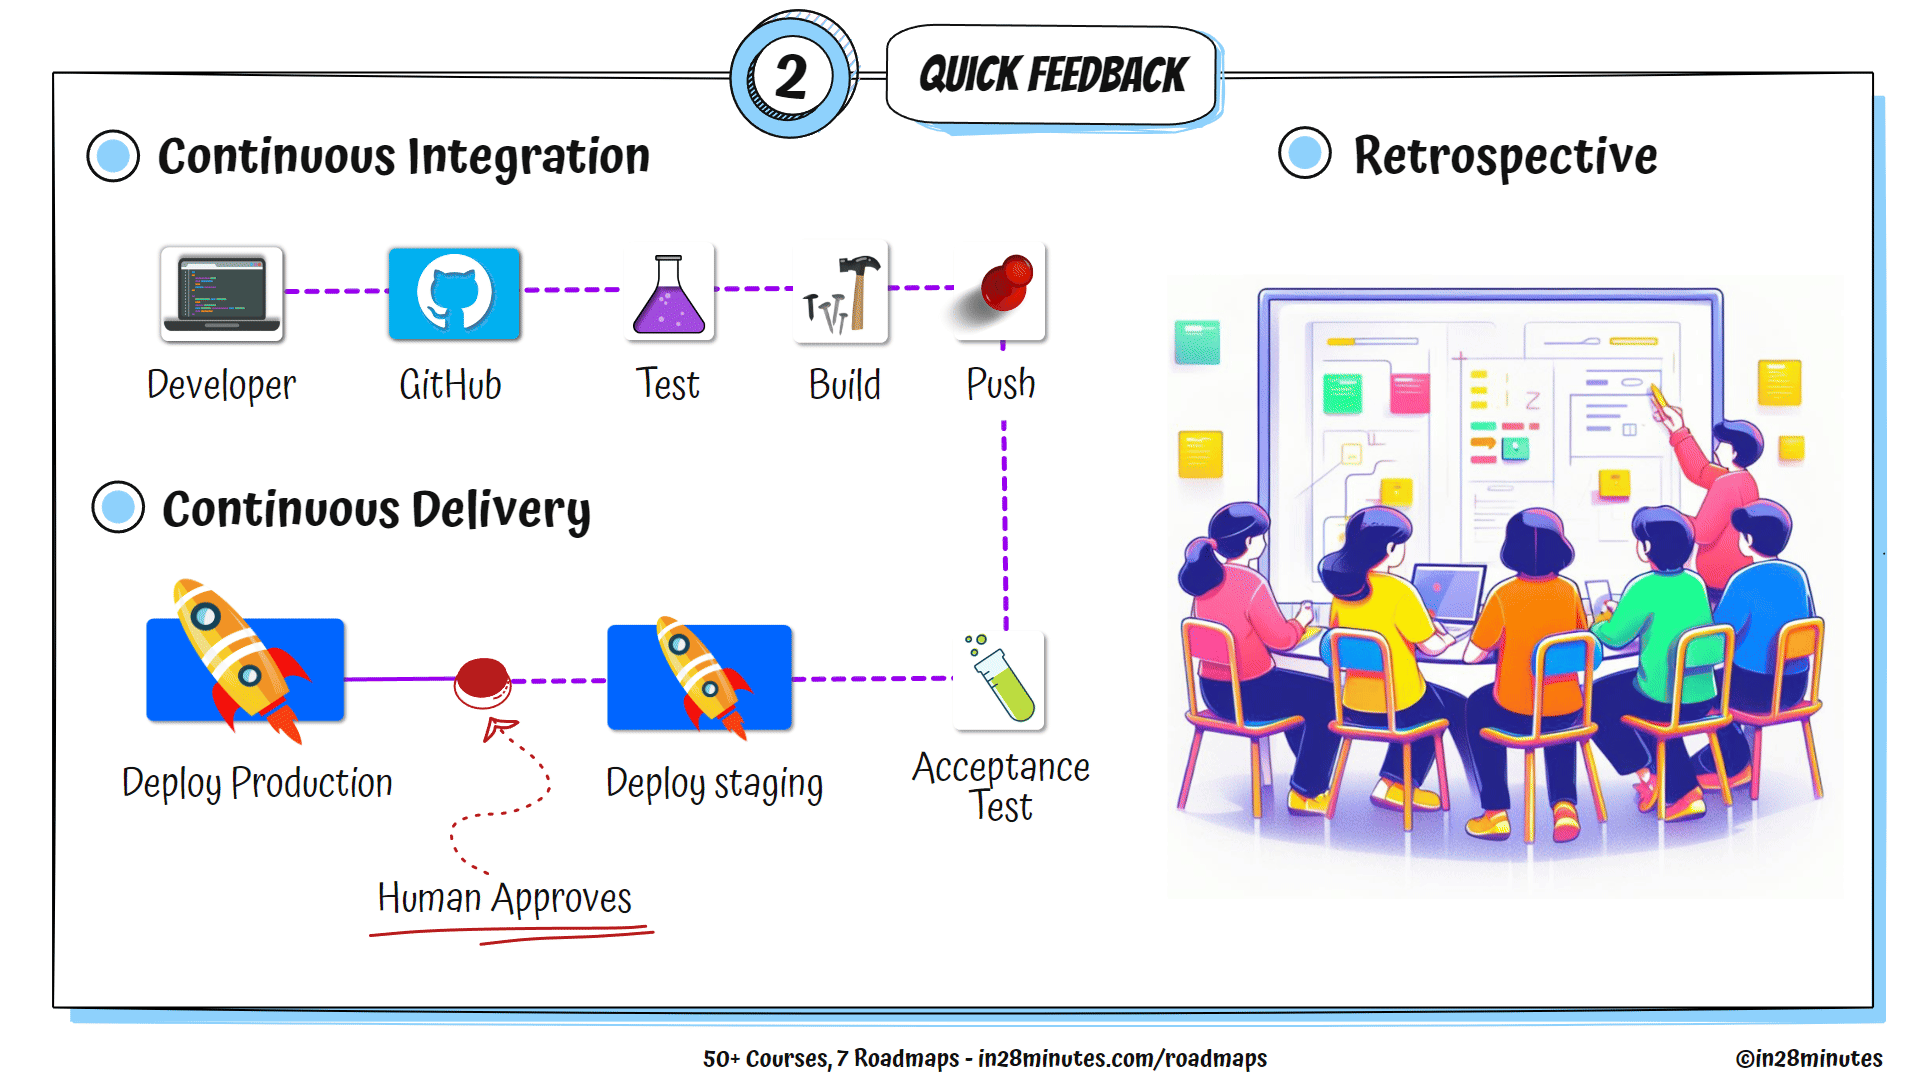 2
QUICK FEEDBACK
Continuous Integration
Developer
GitHub
Test
Build
Push
Continuous Delivery
Deploy Production
Deploy staging
Acceptance
Test
Human Approves
Retrospective
50+ Courses, 7 Roadmaps - in28minutes.com/roadmaps
©in28minutes